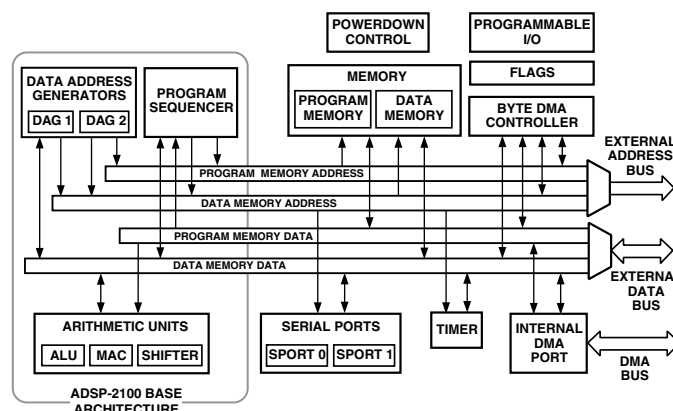 POWERDOWN
CONTROL
PROGRAMMABLE
I/O
FLAGS
DATA ADDRESS
GENERATORS
DAG 1
DAG 2
PROGRAM
SEQUENCER
MEMORY
PROGRAM
MEMORY
DATA
MEMORY
BYTE DMA
CONTROLLER
EXTERNAL
ADDRESS
BUS
PROGRAM MEMORY ADDRESS
DATA MEMORY ADDRESS
PROGRAM MEMORY DATA
DATA MEMORY DATA
EXTERNAL
DATA
BUS
ARITHMETIC UNITS
ALU
MAC
SHIFTER
SERIAL PORTS
SPORT 0
SPORT 1
TIMER
INTERNAL
DMA
PORT
DMA
BUS
ADSP-2100 BASE
ARCHITECTURE